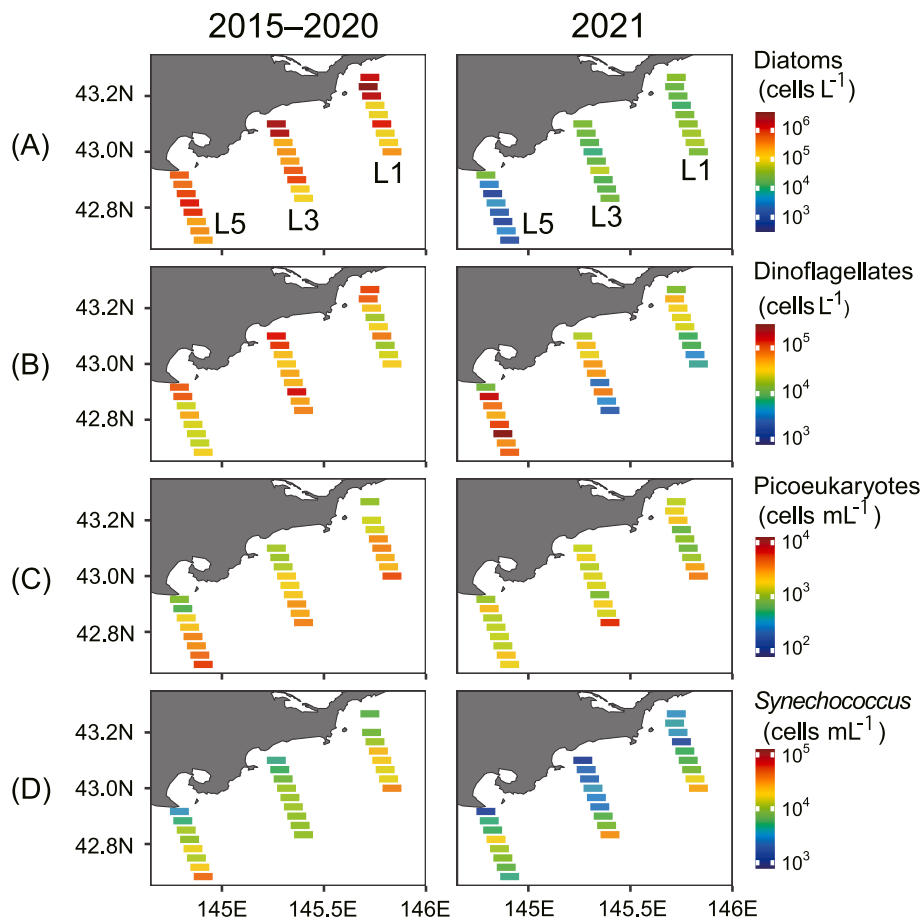 2015–2020 2021
(A) 43.2N 43.0N 42.8N L5 L3 L1 L5 L3 L1
Diatoms
(cells L⁻¹)
10⁶
10⁵
10⁴
10³
(B) 43.2N 43.0N 42.8N
Dinoflagellates
(cells L⁻¹)
10⁵
10⁴
10³
(C) 43.2N 43.0N 42.8N
Picoeukaryotes
(cells mL⁻¹)
10⁴
10³
10²
(D) 43.2N 43.0N 42.8N
Synechococcus
(cells mL⁻¹)
10⁵
10⁴
10³
145E 145.5E 146E 145E 145.5E 146E